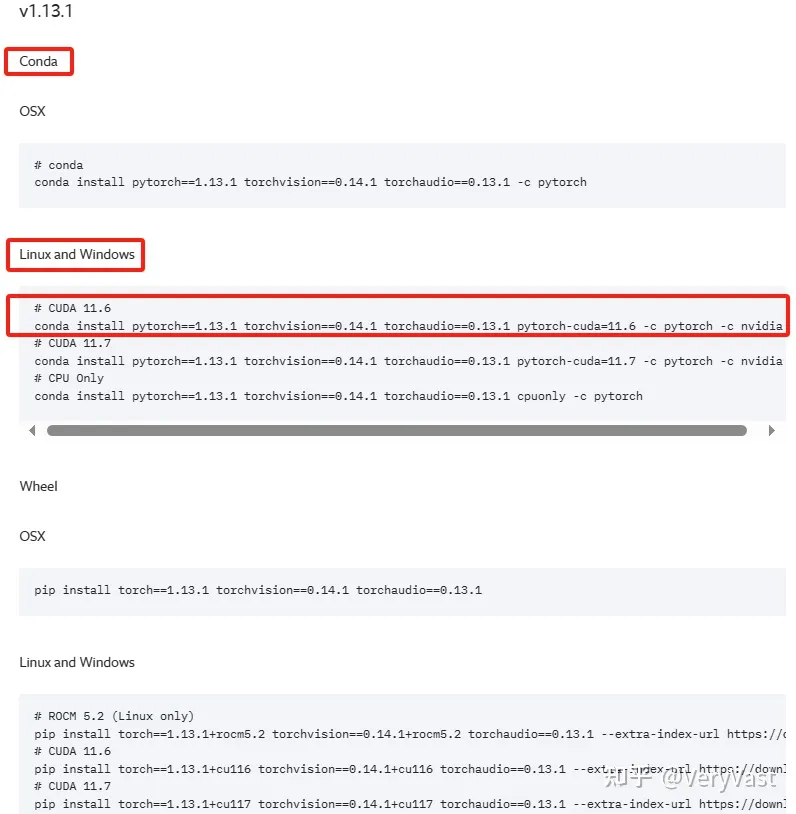 v1.13.1
Conda
OSX
# conda
conda install pytorch==1.13.1 torchvision==0.14.1 torchaudio==0.13.1 -c pytorch
Linux and Windows
# CUDA 11.6
conda install pytorch==1.13.1 torchvision==0.14.1 torchaudio==0.13.1 pytorch-cuda=11.6 -c pytorch -c nvidia
# CUDA 11.7
conda install pytorch==1.13.1 torchvision==0.14.1 torchaudio==0.13.1 pytorch-cuda=11.7 -c pytorch -c nvidia
# CPU Only
conda install pytorch==1.13.1 torchvision==0.14.1 torchaudio==0.13.1 cpuonly -c pytorch
Wheel
OSX
pip install torch==1.13.1 torchvision==0.14.1 torchaudio==0.13.1
Linux and Windows
# ROCM 5.2 (Linux only)
pip install torch==1.13.1+rocm5.2 torchvision==0.14.1+rocm5.2 torchaudio==0.13.1 --extra-index-url https://
# CUDA 11.6
pip install torch==1.13.1+cu116 torchvision==0.14.1+cu116 torchaudio==0.13.1 --extra-index-url https://downl
# CUDA 11.7
pip install torch==1.13.1+cu117 torchvision==0.14.1+cu117 torchaudio==0.13.1 --extra-index-url https://downl
知乎 @VeryVast